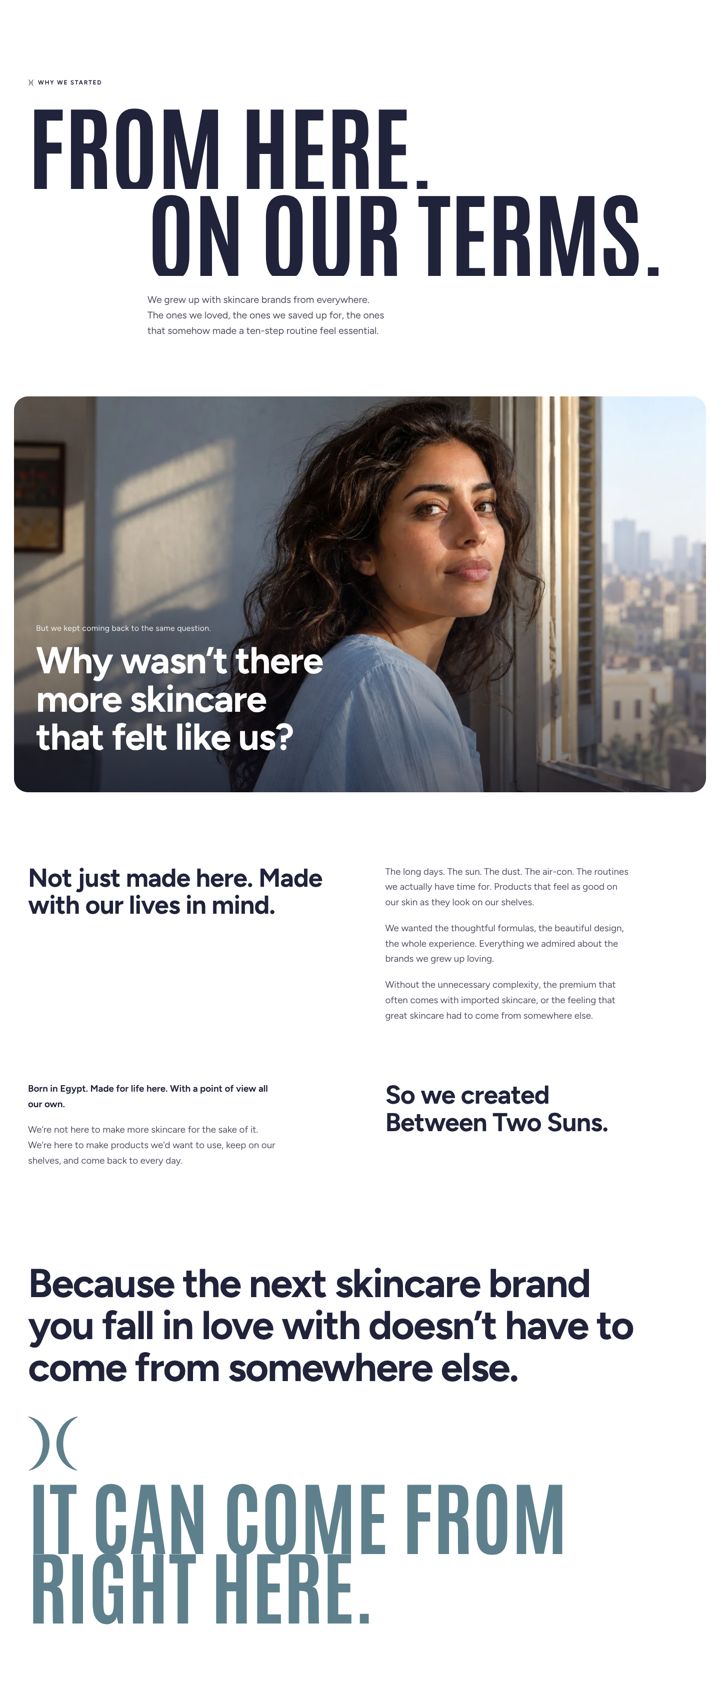 WHY WE STARTED
FROM HERE.
ON OUR TERMS.
We grew up with skincare brands from everywhere.
The ones we loved, the ones we saved up for, the ones
that somehow made a ten-step routine feel essential.
But we kept coming back to the same question.
Why wasn’t there
more skincare
that felt like us?
Not just made here. Made
with our lives in mind.
The long days. The sun. The dust. The air-con. The routines
we actually have time for. Products that feel as good on
our skin as they look on our shelves.
We wanted the thoughtful formulas, the beautiful design,
the whole experience. Everything we admired about the
brands we grew up loving.
Without the unnecessary complexity, the premium that
often comes with imported skincare, or the feeling that
great skincare had to come from somewhere else.
Born in Egypt. Made for life here. With a point of view all
our own.
We’re not here to make more skincare for the sake of it.
We’re here to make products we’d want to use, keep on our
shelves, and come back to every day.
So we created
Between Two Suns.
Because the next skincare brand
you fall in love with doesn’t have to
come from somewhere else.
IT CAN COME FROM
RIGHT HERE.